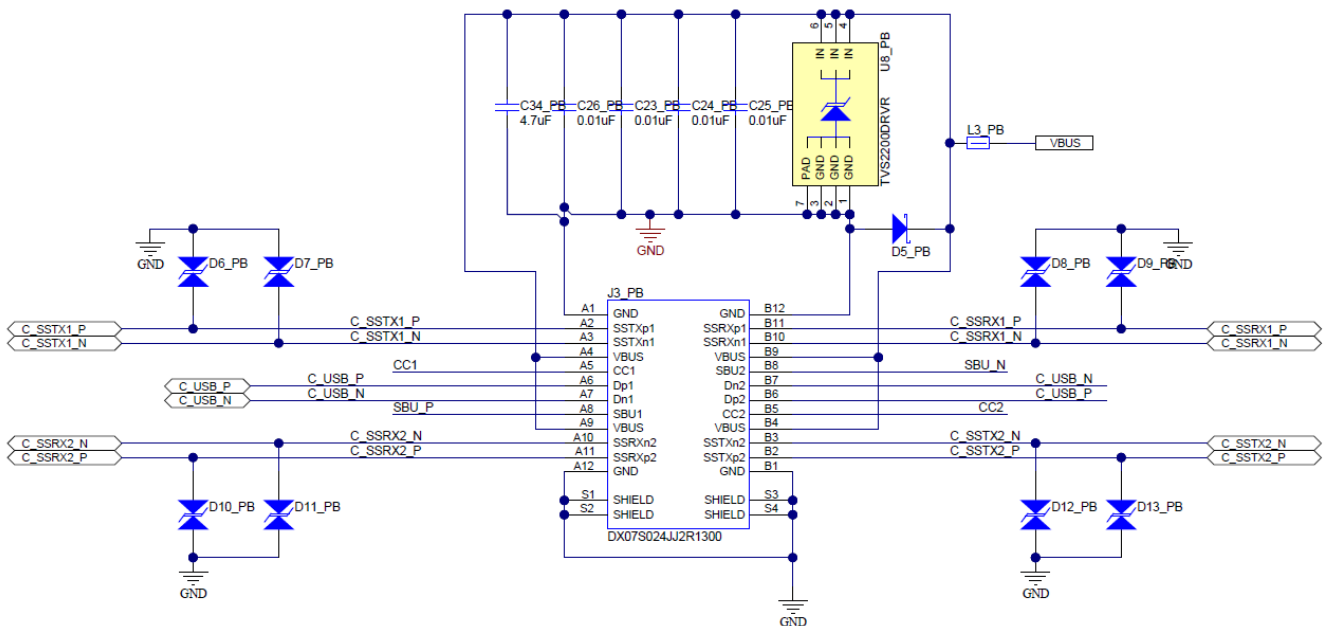 6 5 4
IN IN IN
U8_PB
C34_PB C26_PB C23_PB C24_PB C25_PB
4.7uF 0.01uF 0.01uF 0.01uF 0.01uF
TVS2200DRVR
PAD GND GND GND
7 3 2 1
L3_PB VBUS
GND
D5_PB
GND D6_PB D7_PB
D8_PB D9_PB GND
J3_PB
A1 GND GND B12
C_SSTX1_P C_SSTX1_P A2 SSTXp1 SSRXp1 B11 C_SSRX1_P C_SSRX1_P
C_SSTX1_N C_SSTX1_N A3 SSTXn1 SSRXn1 B10 C_SSRX1_N C_SSRX1_N
A4 VBUS VBUS B9
CC1 A5 CC1 SBU2 B8 SBU_N
C_USB_P C_USB_P A6 Dp1 Dn2 B7 C_USB_N
C_USB_N C_USB_N A7 Dn1 Dp2 B6 C_USB_P
SBU_P A8 SBU1 CC2 B5 CC2
A9 VBUS VBUS B4
C_SSRX2_N C_SSRX2_N A10 SSRXn2 SSTXn2 B3 C_SSTX2_N C_SSTX2_N
C_SSRX2_P C_SSRX2_P A11 SSRXp2 SSTXp2 B2 C_SSTX2_P C_SSTX2_P
A12 GND GND B1
S1 SHIELD SHIELD S3
S2 SHIELD SHIELD S4
D10_PB D11_PB D12_PB D13_PB
DX07S024JJ2R1300
GND GND
GND